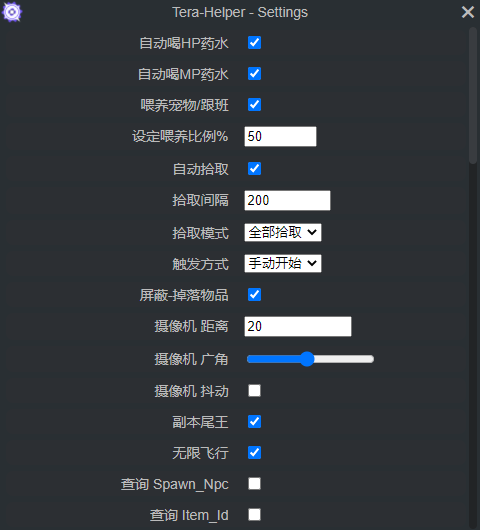 Tera-Helper - Settings
自动喝HP药水
自动喝MP药水
喂养宠物/跟班
设定喂养比例% 50
自动拾取
拾取间隔 200
拾取模式 全部拾取
触发方式 手动开始
屏蔽-掉落物品
摄像机 距离 20
摄像机 广角
摄像机 抖动
副本尾王
无限飞行
查询 Spawn_Npc
查询 Item_Id